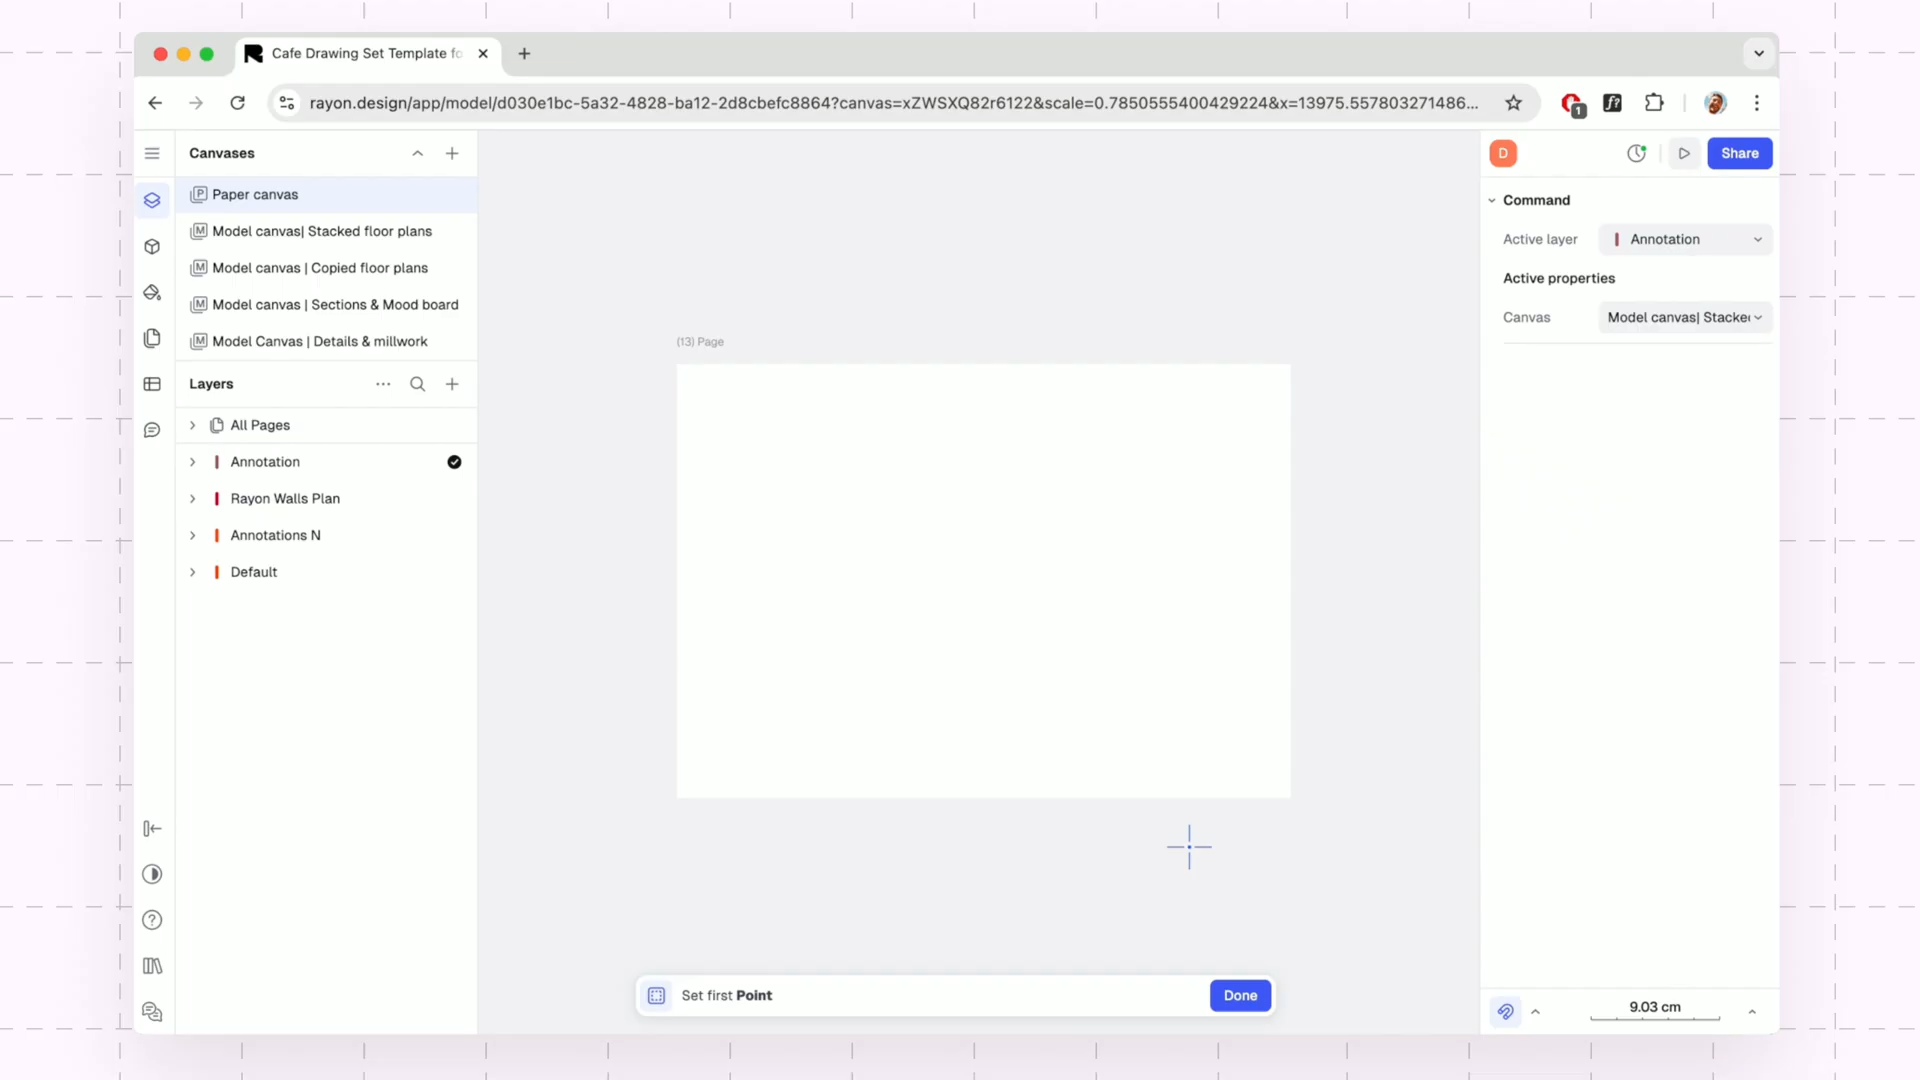 Cafe Drawing Set Template fo
rayon.design/app/model/d030e1bc-5a32-4828-ba12-2d8cbefc8864?canvas=xZWSXQ82r6122&scale=0.7850555400429224&x=13975.557803271486...
f?
1
Canvases
P Paper canvas
M Model canvas| Stacked floor plans
M Model canvas | Copied floor plans
M Model canvas | Sections & Mood board
M Model Canvas | Details & millwork
Layers
All Pages
Annotation
Rayon Walls Plan
Annotations N
Default
(13) Page
Set first Point
Done
D
Share
Command
Active layer
Annotation
Active properties
Canvas
Model canvas| Stacke
9.03 cm